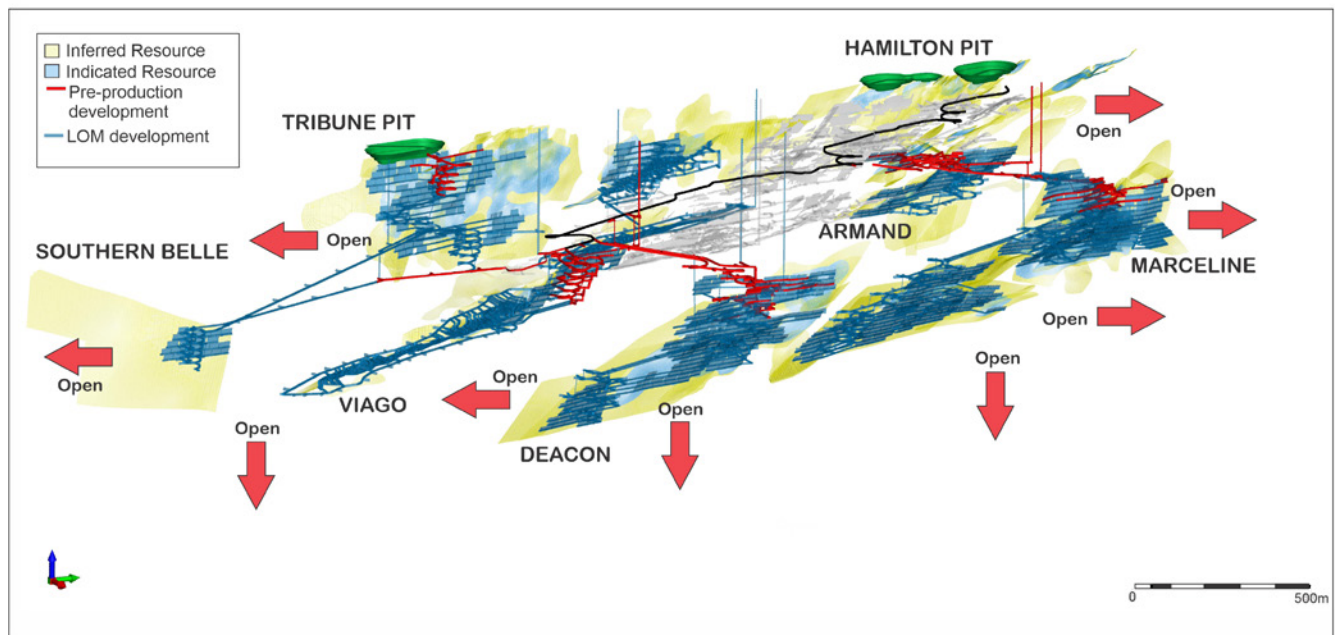 Inferred Resource
Indicated Resource
Pre-production
development
LOM development
HAMILTON PIT
TRIBUNE PIT
Open
Open
Open
SOUTHERN BELLE
ARMAND
MARCELINE
Open
Open
Open
Open
VIAGO
Open
Open
DEACON
0
500m